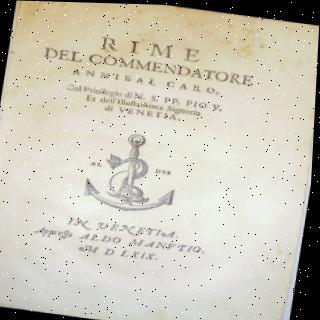 RIME
DEL COMMENDATORE
ANNIBAL CARO.
Col Priuilegio di N. S. PP. PIO V.
Et dell'Illustrissima Signoria
di VENETIA.
AL DVS
IN VENETIA,
Appresso ALDO MANVTIO.
M D LXIX.